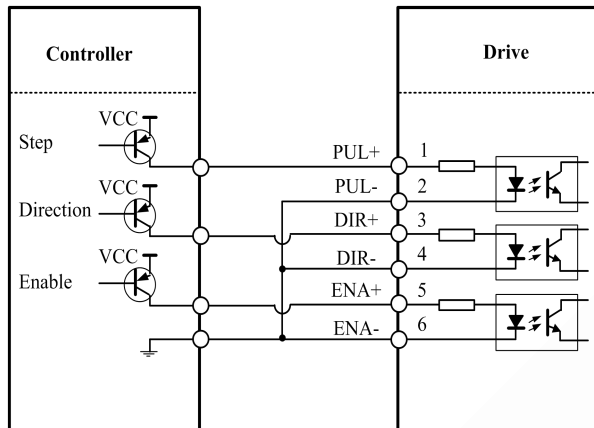 Controller
Drive
VCC
Step
PUL+ 1
PUL- 2
VCC
Direction
DIR+ 3
DIR- 4
VCC
Enable
ENA+ 5
ENA- 6